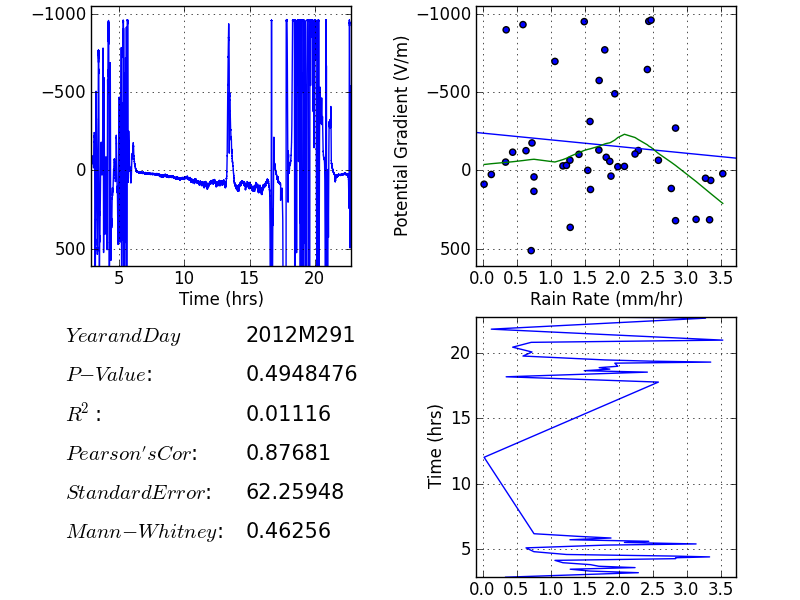 −1000
−500
0
500
5
10
15
20
Time (hrs)
Potential Gradient (V/m)
−1000
−500
0
500
0.0 0.5 1.0 1.5 2.0 2.5 3.0 3.5
Rain Rate (mm/hr)
YearandDay 2012M291
P−Value: 0.4948476
R²: 0.01116
Pearson'sCor: 0.87681
StandardError: 62.25948
Mann−Whitney: 0.46256
Time (hrs)
20
15
10
5
0.0 0.5 1.0 1.5 2.0 2.5 3.0 3.5